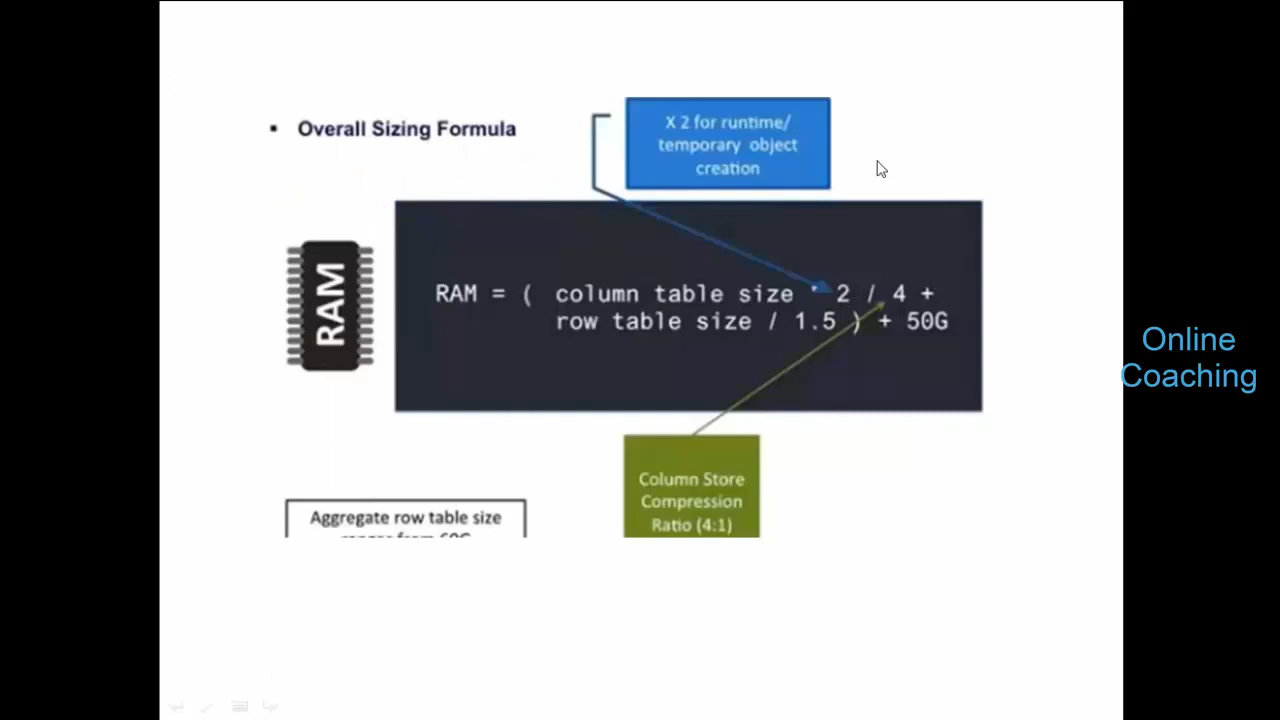 Overall Sizing Formula
X 2 for runtime/
temporary object
creation
RAM
RAM = ( column table size * 2 / 4 +
row table size / 1.5 ) + 50G
Online
Coaching
Column Store
Compression
Ratio (4:1)
Aggregate row table size